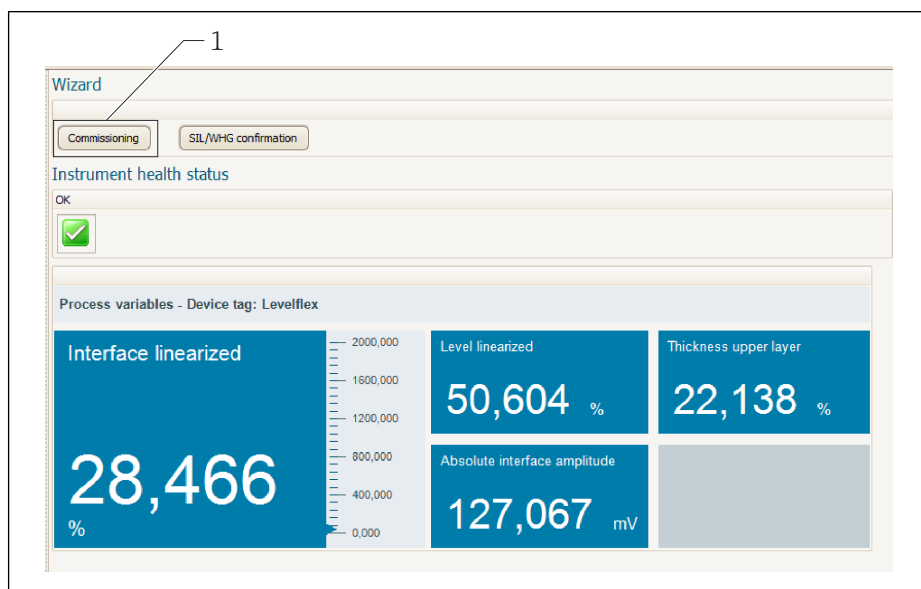 1
Wizard
Commissioning
SIL/WHG confirmation
Instrument health status
OK
Process variables - Device tag: Levelflex
Interface linearized
28,466
%
2000,000
1600,000
1200,000
800,000
400,000
0,000
Level linearized
50,604 %
Thickness upper layer
22,138 %
Absolute interface amplitude
127,067 mV